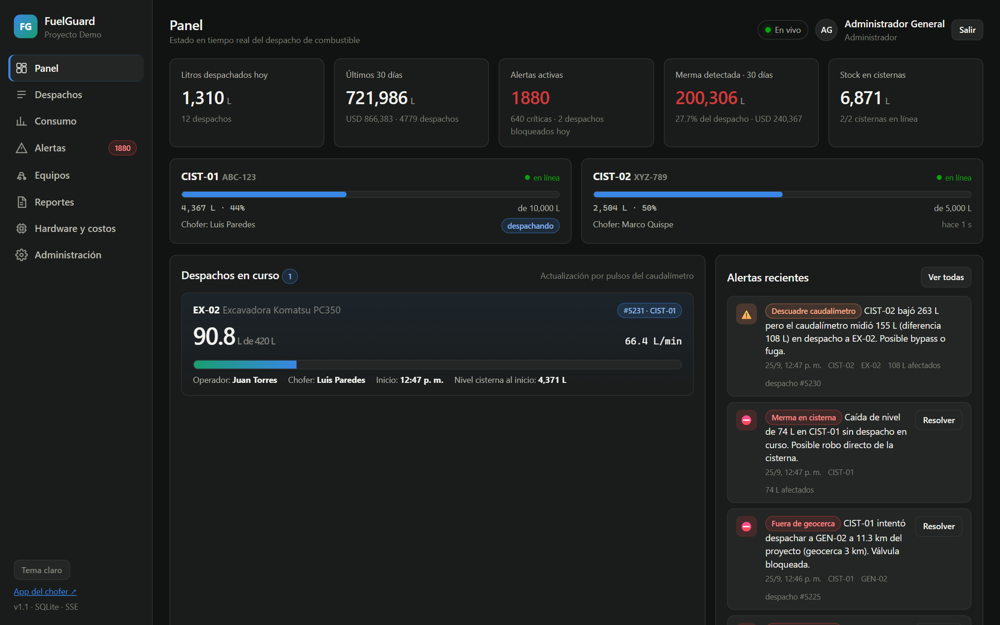 FG
FuelGuard
Proyecto Demo
Panel
Despachos
Consumo
Alertas 1880
Equipos
Reportes
Hardware y costos
Administración
Tema claro
App del chofer ↗
v1.1 · SQLite · SSE
Panel
Estado en tiempo real del despacho de combustible
En vivo
AG
Administrador General
Administrador
Salir
Litros despachados hoy
1,310 L
12 despachos
Últimos 30 días
721,986 L
USD 866,383 · 4779 despachos
Alertas activas
1880
640 críticas · 2 despachos
bloqueados hoy
Merma detectada · 30 días
200,306 L
27.7% del despacho · USD 240,367
Stock en cisternas
6,871 L
2/2 cisternas en línea
CIST-01 ABC-123
en línea
4,367 L · 44%
de 10,000 L
Chofer: Luis Paredes
despachando
CIST-02 XYZ-789
en línea
2,504 L · 50%
de 5,000 L
Chofer: Marco Quispe
hace 1 s
Despachos en curso 1
Actualización por pulsos del caudalímetro
EX-02 Excavadora Komatsu PC350
#5231 · CIST-01
90.8 L de 420 L
66.4 L/min
Operador: Juan Torres Chofer: Luis Paredes Inicio: 12:47 p. m. Nivel cisterna al inicio: 4,371 L
Alertas recientes
Ver todas
Descuadre caudalímetro CIST-02 bajó 263 L
pero el caudalímetro midió 155 L (diferencia
108 L) en despacho a EX-02. Posible bypass o
fuga.
25/9, 12:47 p. m. CIST-02 EX-02 108 L afectados
despacho #5230
Merma en cisterna Caída de nivel
de 74 L en CIST-01 sin despacho en
curso. Posible robo directo de la
cisterna.
25/9, 12:47 p. m. CIST-01
74 L afectados
Resolver
Fuera de geocerca CIST-01 intentó
despachar a GEN-02 a 11.3 km del
proyecto (geocerca 3 km). Válvula
bloqueada.
25/9, 12:46 p. m. CIST-01 GEN-02
despacho #5225
Resolver